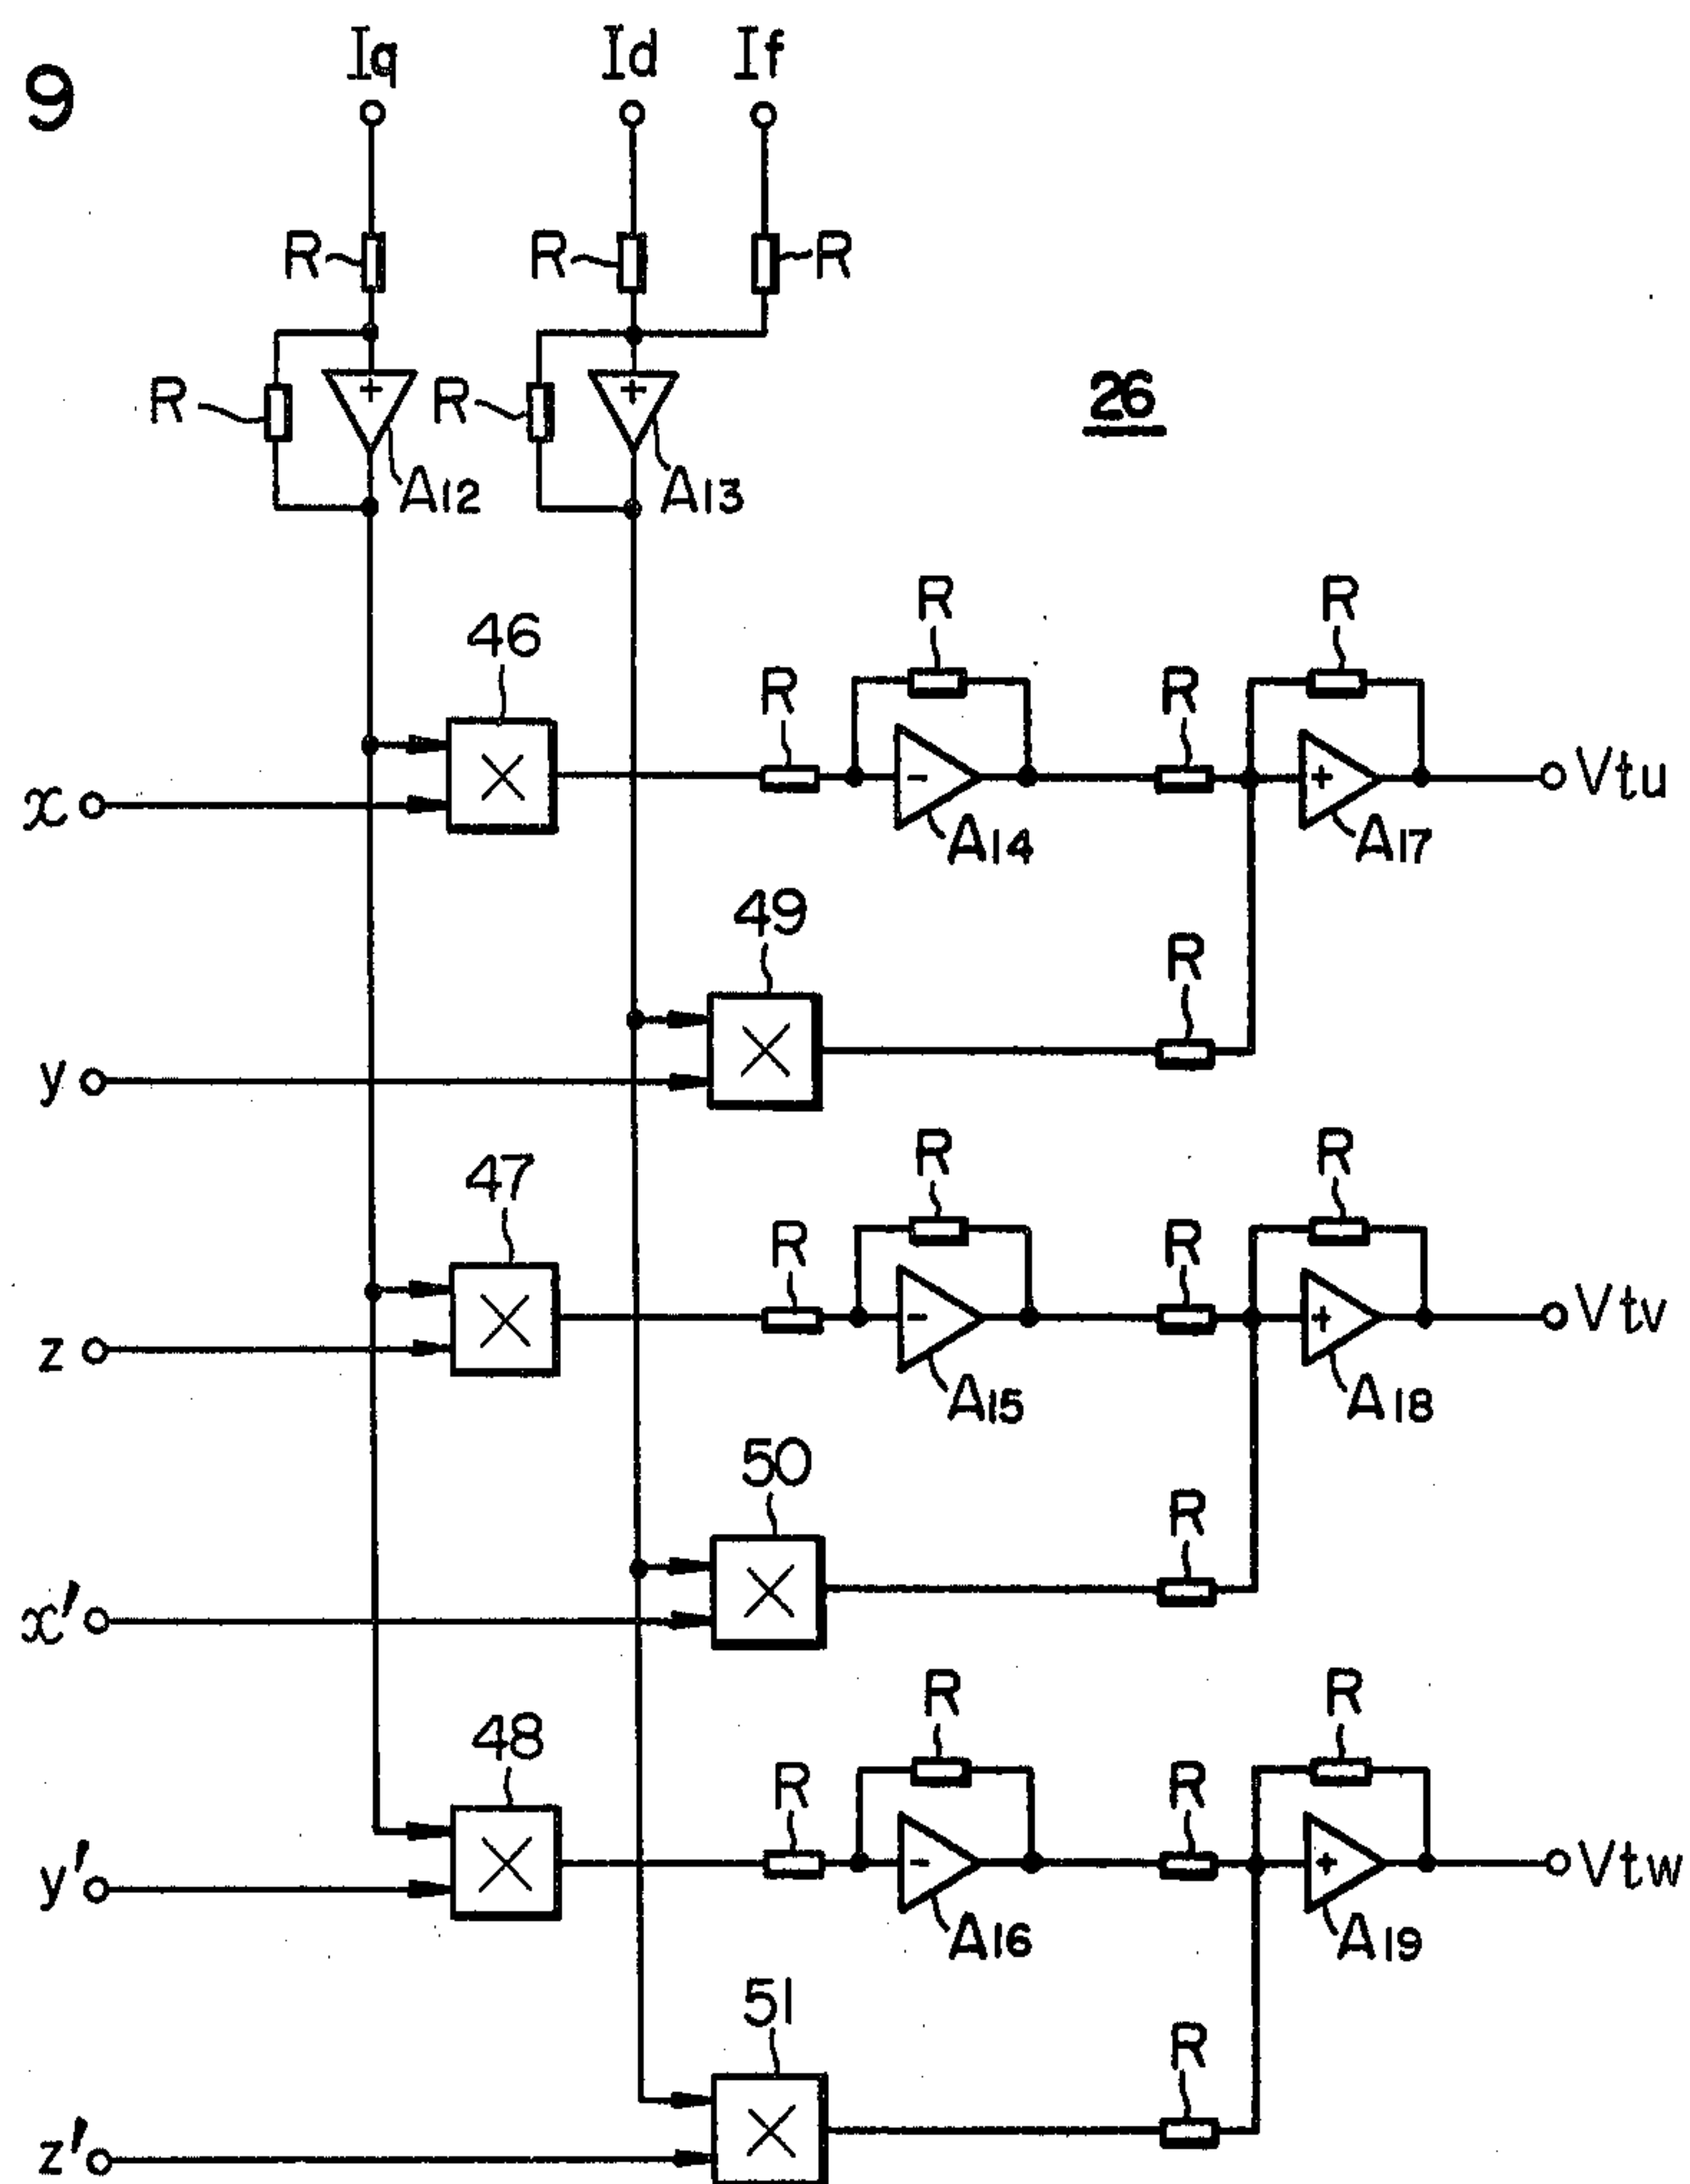 9
Iq Id If
R R R
R R
26
A12 A13
46 R R
R R
+ +
× - +
x Vtu
A14 A17
49 R
×
y
47 R R
R R
× - +
z Vtv
A15 A18
50 R
×
x'
48 R R
R R
× - +
y' Vtw
A16 A19
51 R
×
z'